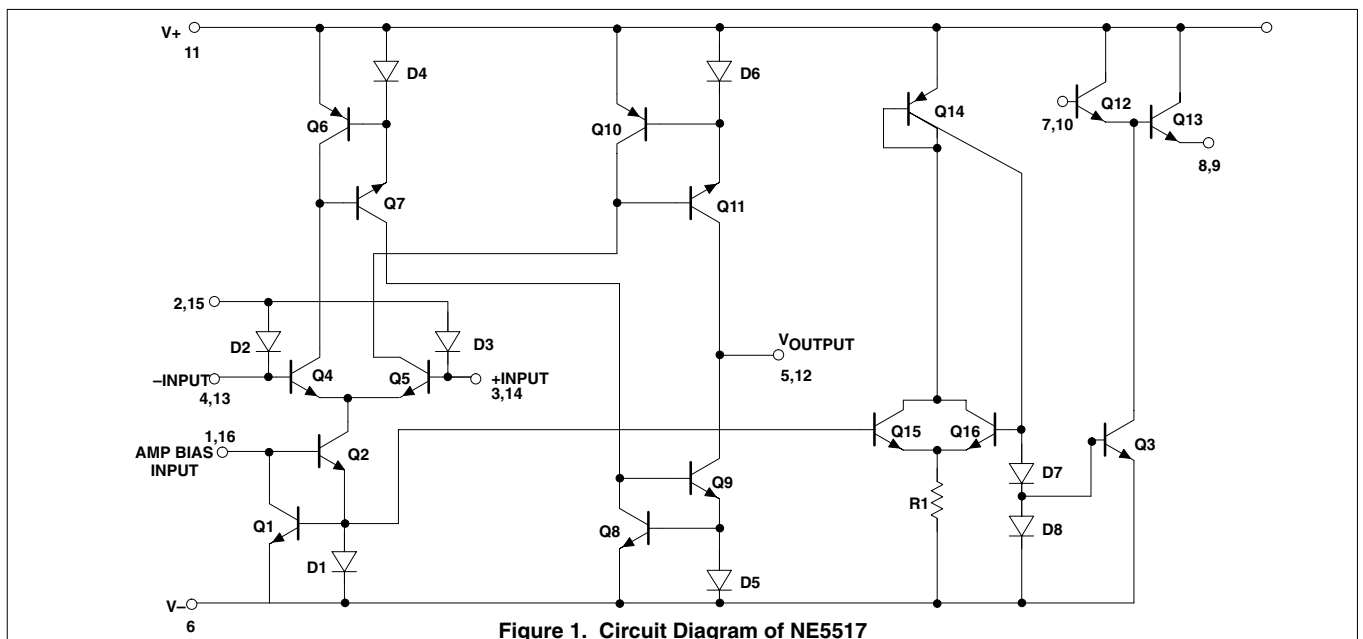 V+
11
D4
D6
Q6
Q10
Q14
Q12
7,10
Q13
8,9
Q7
Q11
2,15
D2
D3
VOUTPUT
5,12
–INPUT
4,13
Q4
Q5
+INPUT
3,14
Q15
Q16
Q3
1,16
AMP BIAS
INPUT
Q2
D7
Q9
R1
Q1
Q8
D8
D1
D5
V–
6
Figure 1. Circuit Diagram of NE5517